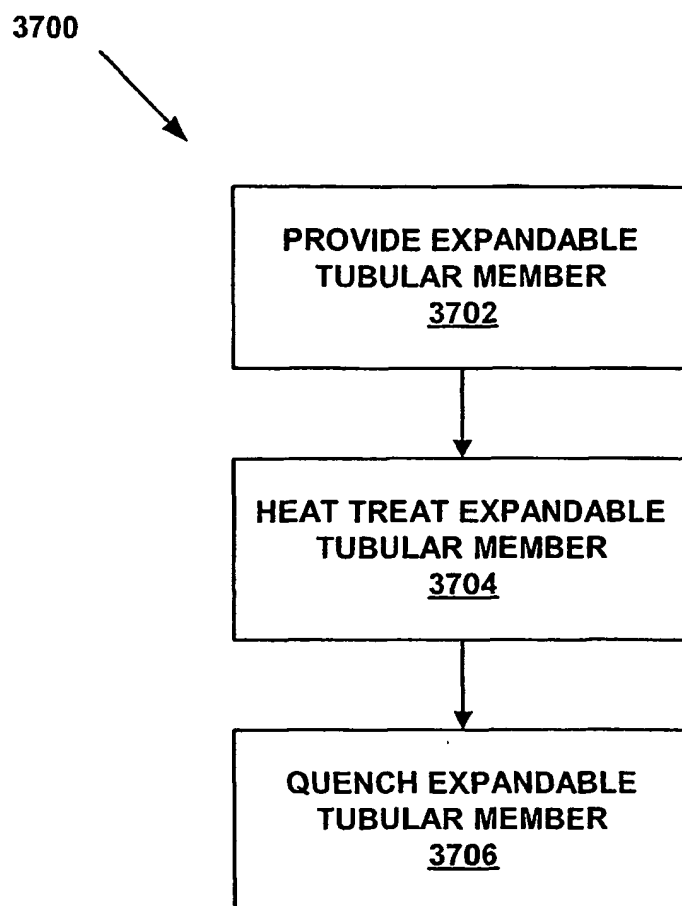 3700
PROVIDE EXPANDABLE
TUBULAR MEMBER
3702
HEAT TREAT EXPANDABLE
TUBULAR MEMBER
3704
QUENCH EXPANDABLE
TUBULAR MEMBER
3706